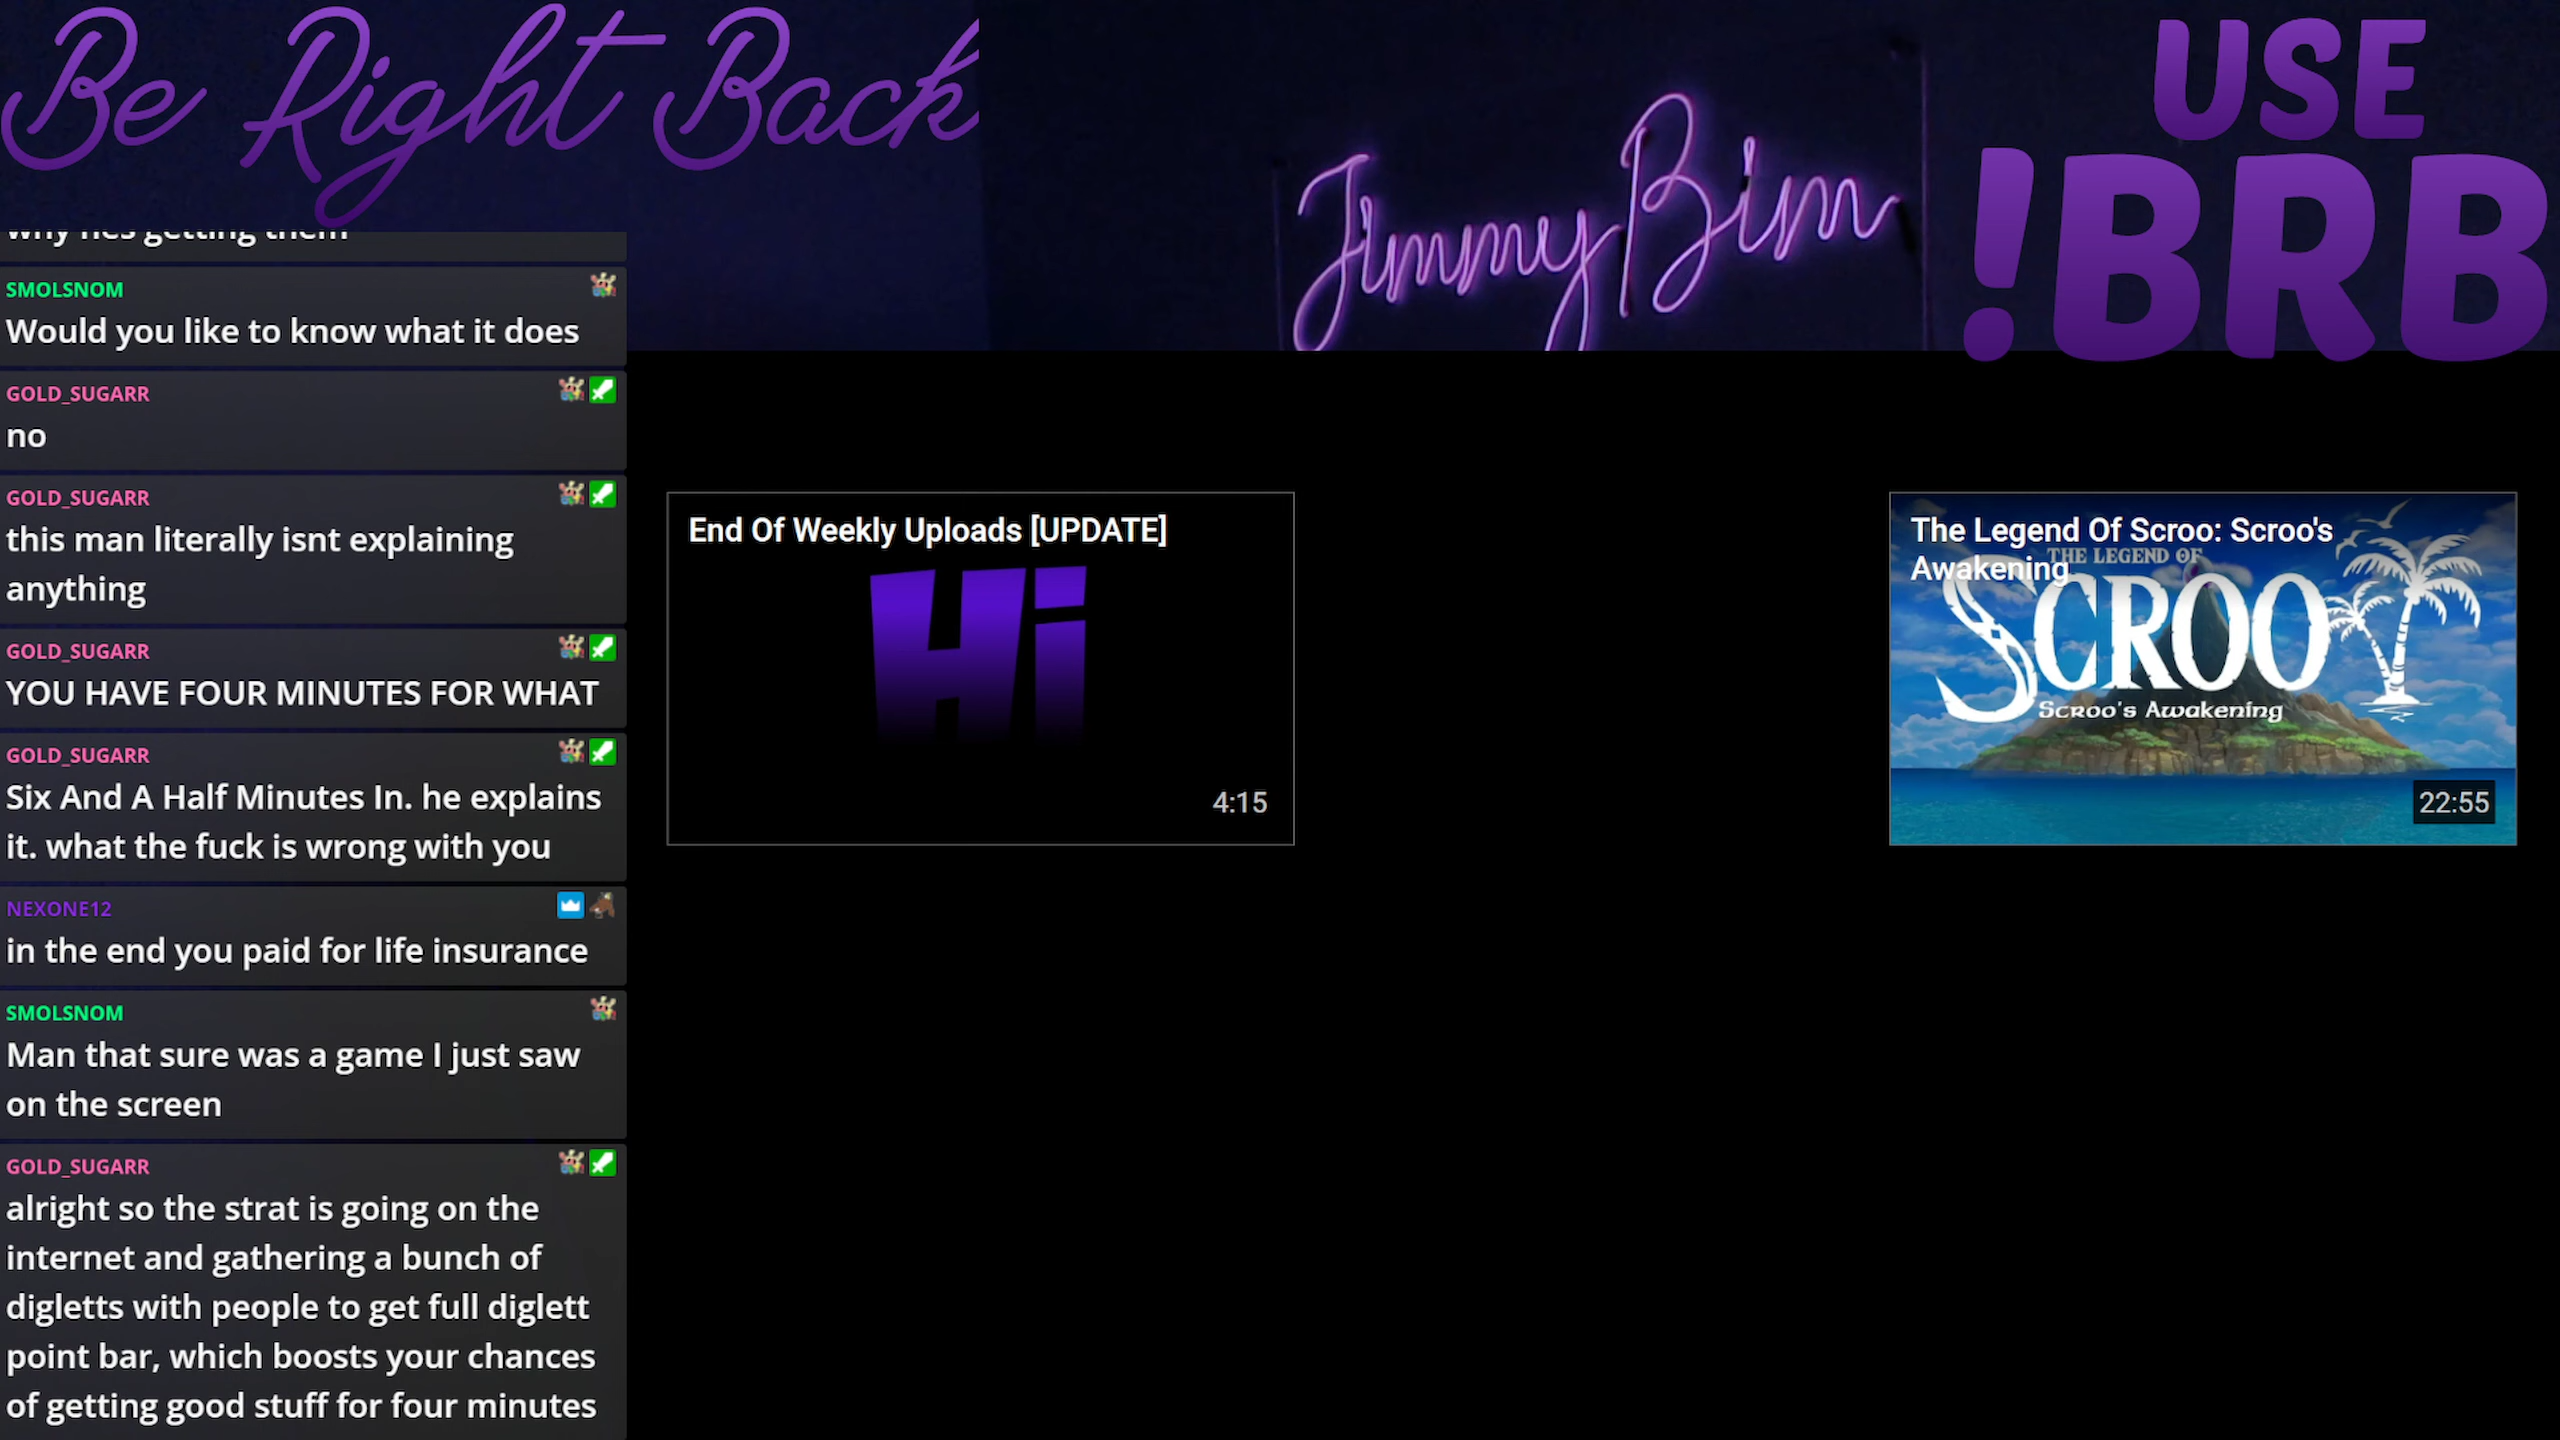 Be Right Back
Jimmy Bim
USE
!BRB
why hes getting them
SMOLSNOM
Would you like to know what it does
GOLD_SUGARR
no
GOLD_SUGARR
this man literally isnt explaining
anything
GOLD_SUGARR
YOU HAVE FOUR MINUTES FOR WHAT
GOLD_SUGARR
Six And A Half Minutes In. he explains
it. what the fuck is wrong with you
NEXONE12
in the end you paid for life insurance
SMOLSNOM
Man that sure was a game I just saw
on the screen
GOLD_SUGARR
alright so the strat is going on the
internet and gathering a bunch of
digletts with people to get full diglett
point bar, which boosts your chances
of getting good stuff for four minutes
End Of Weekly Uploads [UPDATE]
Hi
4:15
The Legend Of Scroo: Scroo's
Awakening
THE LEGEND OF
SCROO
Scroo's Awakening
22:55